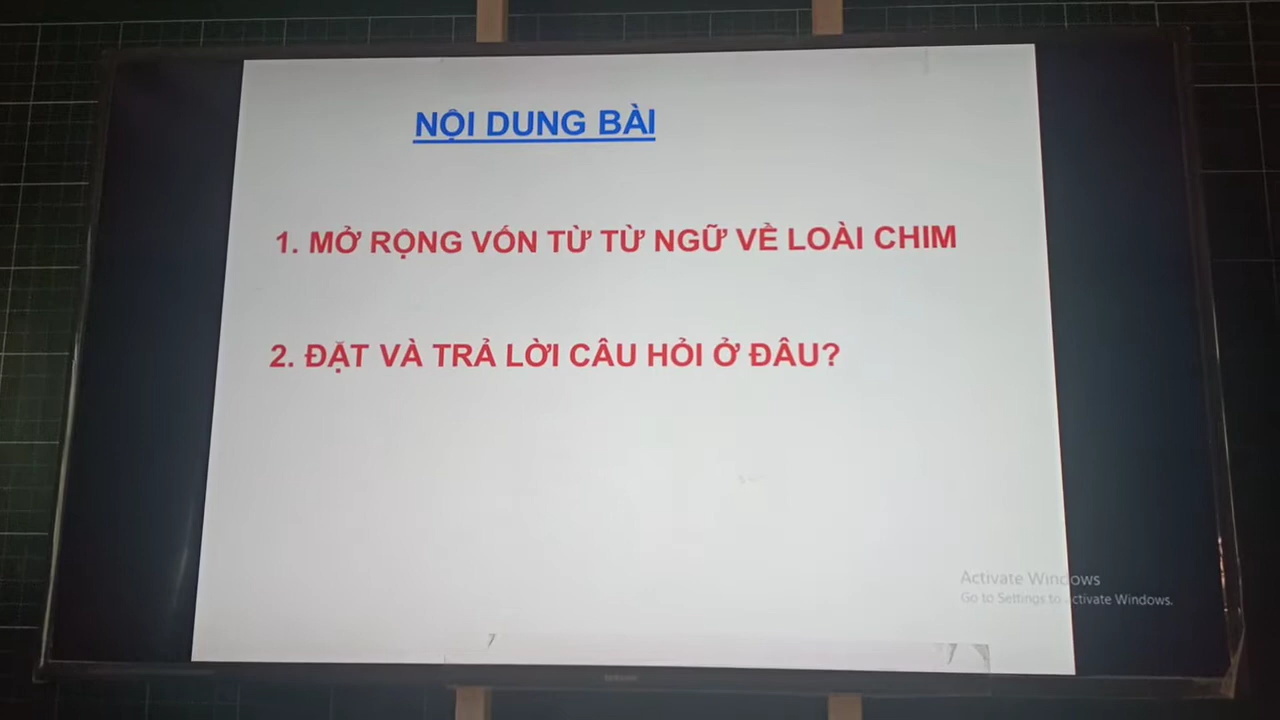 NỘI DUNG BÀI
1. MỞ RỘNG VỐN TỪ TỪ NGỮ VỀ LOÀI CHIM
2. ĐẶT VÀ TRẢ LỜI CÂU HỎI Ở ĐÂU?
Activate Windows
Go to Settings to activate Windows.